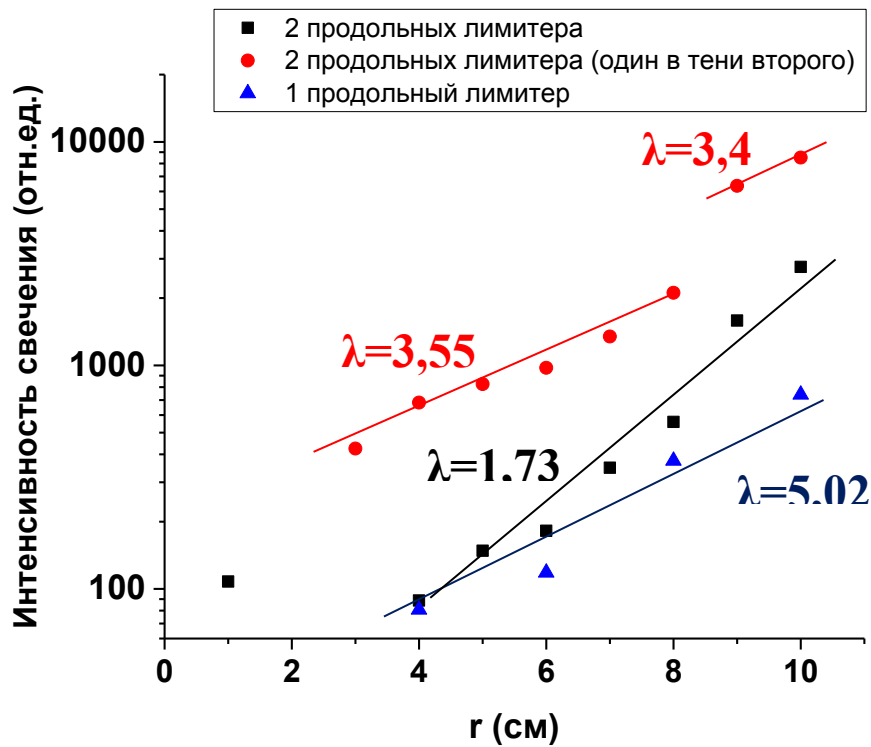 2 продольных лимитера
2 продольных лимитера (один в тени второго)
1 продольный лимитер
Интенсивность свечения (отн.ед.)
10000
1000
100
λ=3,4
λ=3,55
λ=1,73
λ=5,02
0 2 4 6 8 10
r (см)